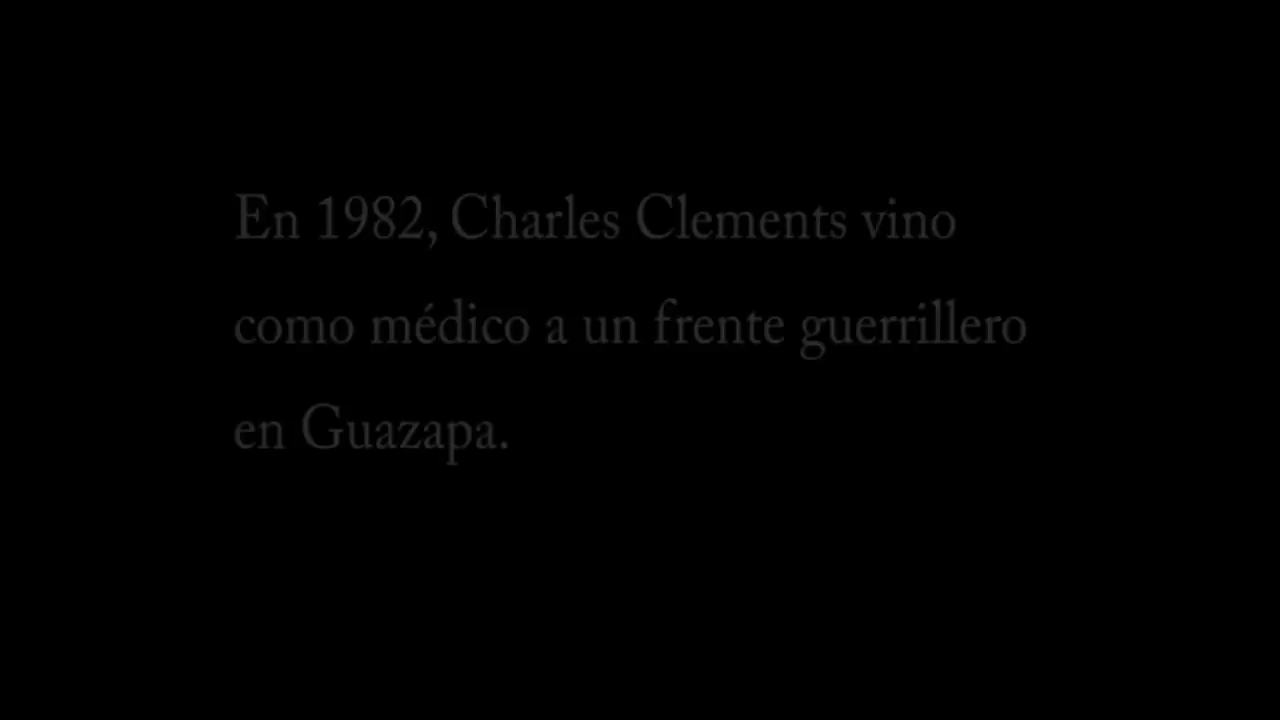 En 1982, Charles Clements vino
como médico a un frente guerrillero
en Guazapa.